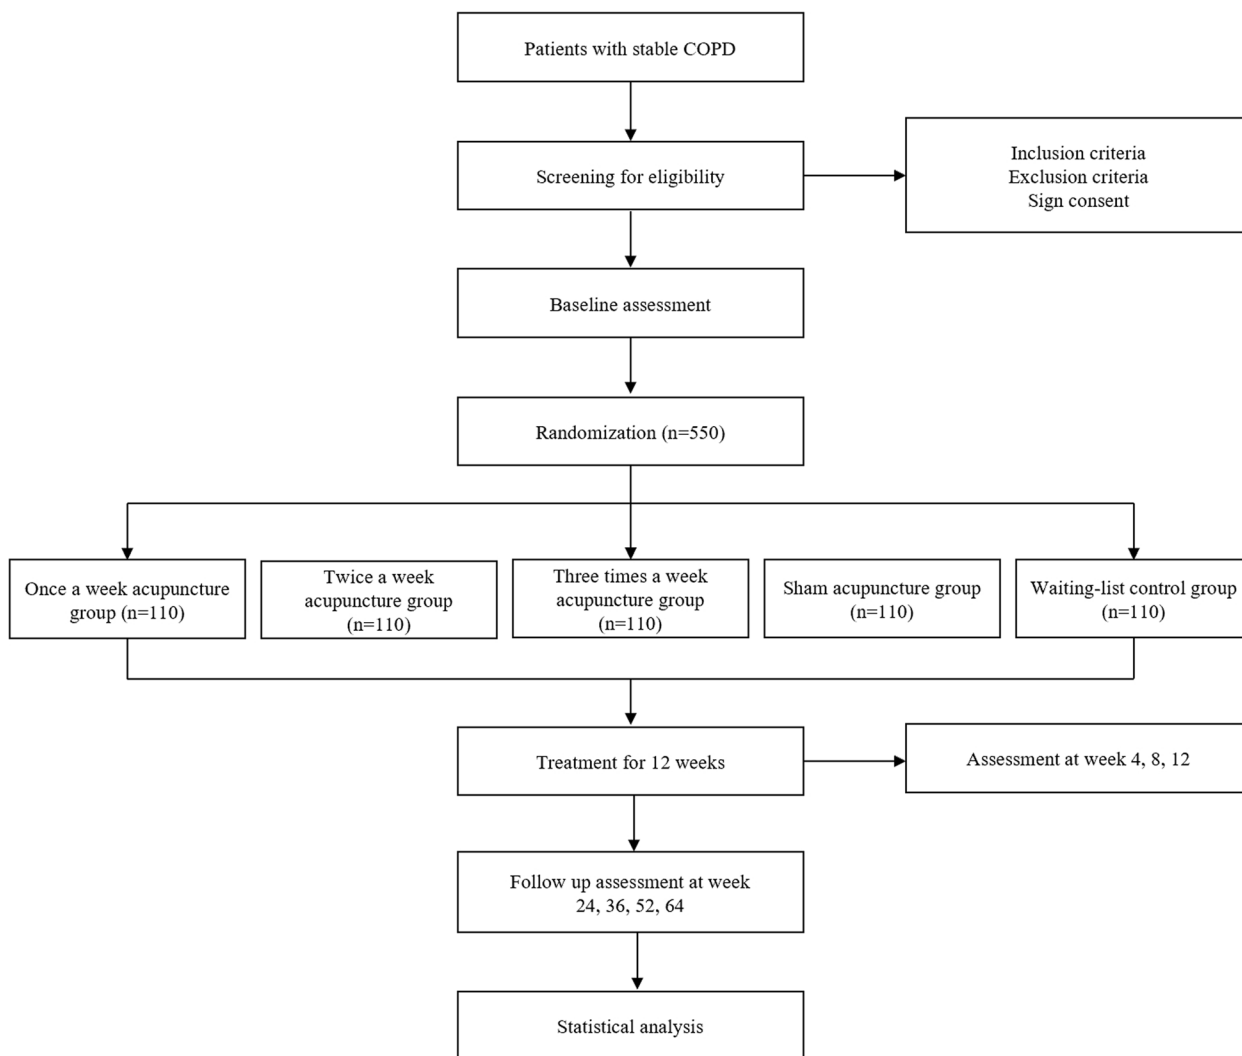 Patients with stable COPD
Screening for eligibility
Inclusion criteria
Exclusion criteria
Sign consent
Baseline assessment
Randomization (n=550)
Once a week acupuncture
group (n=110)
Twice a week
acupuncture group
(n=110)
Three times a week
acupuncture group
(n=110)
Sham acupuncture group
(n=110)
Waiting-list control group
(n=110)
Treatment for 12 weeks
Assessment at week 4, 8, 12
Follow up assessment at week
24, 36, 52, 64
Statistical analysis